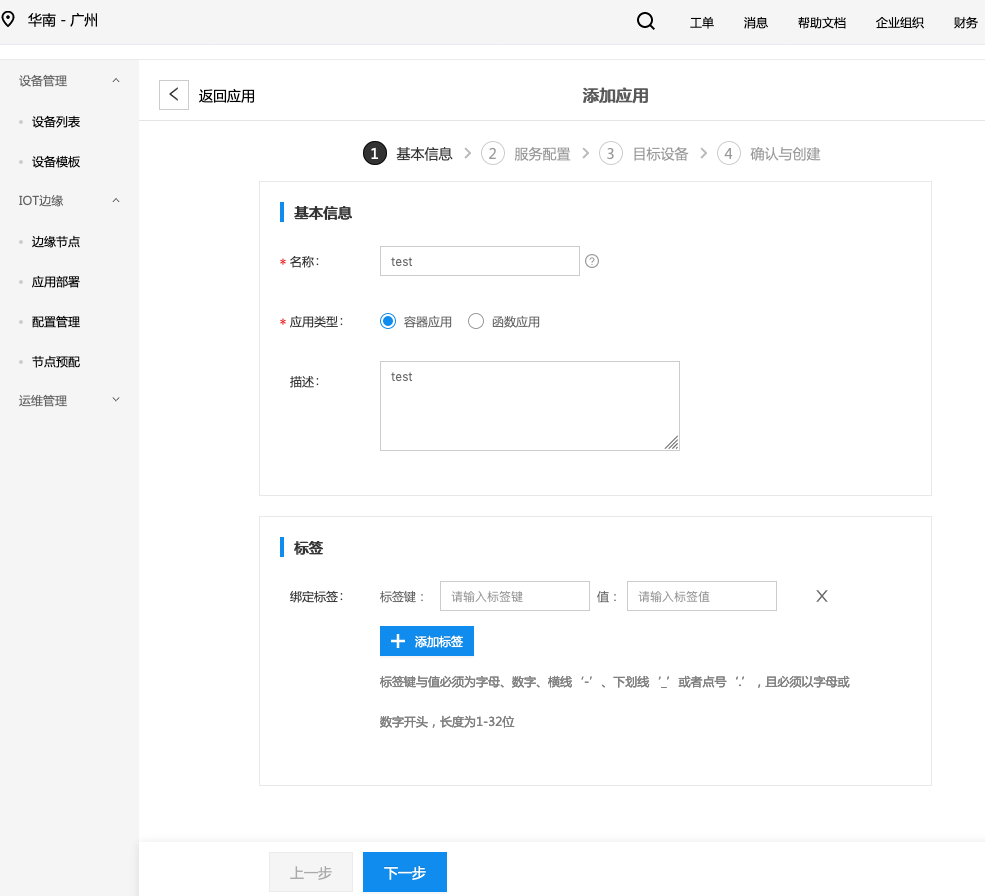 华南 - 广州
工单 消息 帮助文档 企业组织 财务
设备管理
设备列表
设备模板
IOT边缘
边缘节点
应用部署
配置管理
节点预配
运维管理
返回应用
添加应用
1 基本信息 2 服务配置 3 目标设备 4 确认与创建
基本信息
* 名称: test ?
* 应用类型: 容器应用 函数应用
描述: test
标签
绑定标签: 标签键: 请输入标签键 值: 请输入标签值 X
+ 添加标签
标签键与值必须为字母、数字、横线‘-’、下划线‘_’或者点号‘.’，且必须以字母或
数字开头，长度为1-32位
上一步 下一步